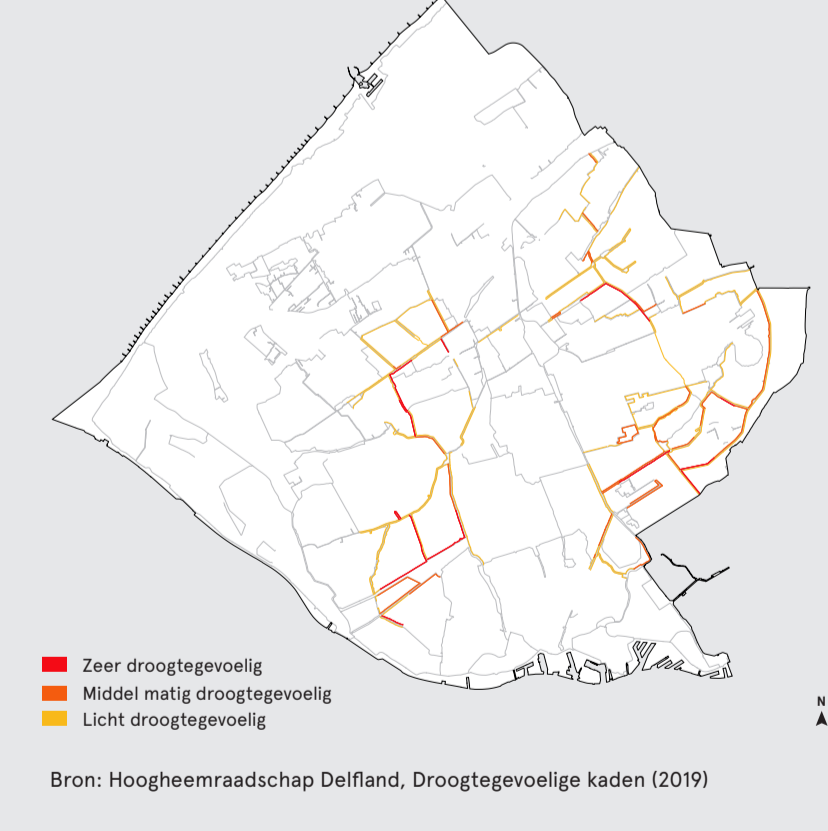 Zeer droogtegevoelig
Middel matig droogtegevoelig
Licht droogtegevoelig
N
Bron: Hoogheemraadschap Delfland, Droogtegevoelige kaden (2019)